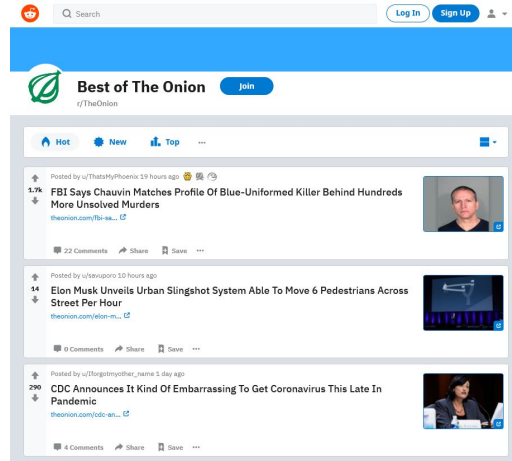 Search
Log In
Sign Up
Best of The Onion
Join
r/TheOnion
Hot
New
Top
Posted by u/ThatsMyPhoenix 19 hours ago
1.7k
FBI Says Chauvin Matches Profile Of Blue-Uniformed Killer Behind Hundreds
More Unsolved Murders
theonion.com/fbi-sa...
22 Comments
Share
Save
Posted by u/savuporo 10 hours ago
14
Elon Musk Unveils Urban Slingshot System Able To Move 6 Pedestrians Across
Street Per Hour
theonion.com/elon-m...
0 Comments
Share
Save
Posted by u/Iforgotmyother_name 1 day ago
290
CDC Announces It Kind Of Embarrassing To Get Coronavirus This Late In
Pandemic
theonion.com/cdc-an...
4 Comments
Share
Save